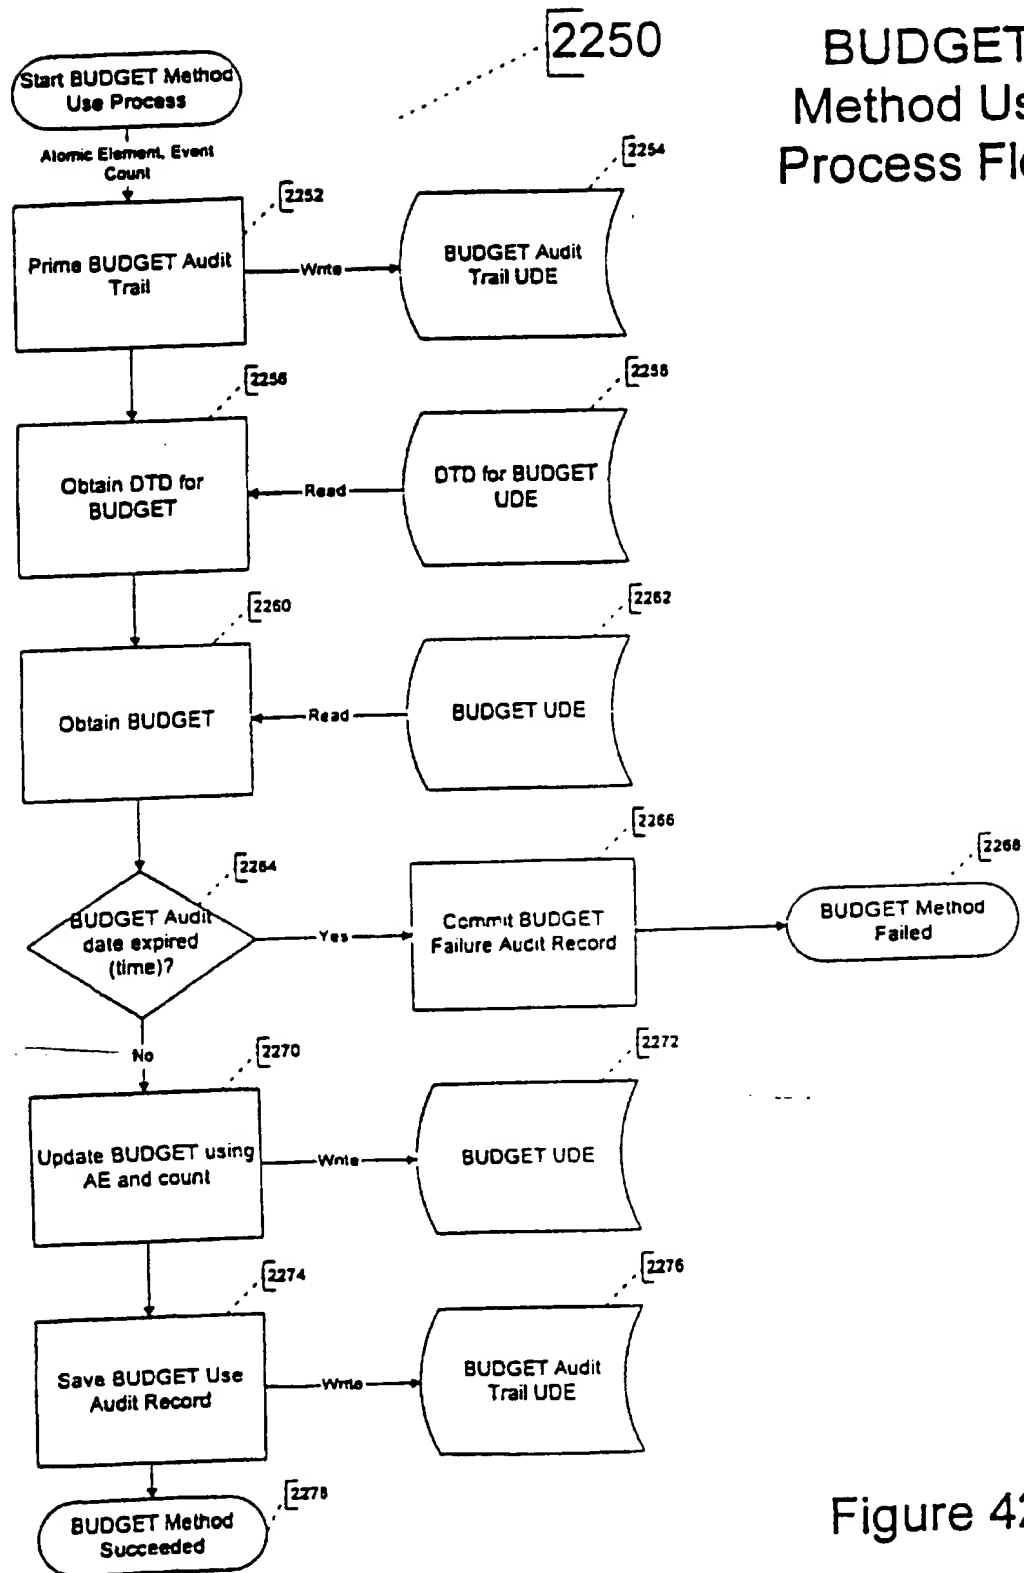 2250
BUDGET
Method Us
Process Flo
Start BUDGET Method
Use Process
Atomic Element, Event
Count
2252
2254
Prime BUDGET Audit
Trail
Write
BUDGET Audit
Trail UDE
2256
2258
Obtain DTD for
BUDGET
Read
DTD for BUDGET
UDE
2260
2262
Obtain BUDGET
Read
BUDGET UDE
2264
2266
2268
BUDGET Audit
date expired
(time)?
Yes
Commit BUDGET
Failure Audit Record
BUDGET Method
Failed
No
2270
2272
Update BUDGET using
AE and count
Write
BUDGET UDE
2274
2276
Save BUDGET Use
Audit Record
Write
BUDGET Audit
Trail UDE
2278
BUDGET Method
Succeeded
Figure 42